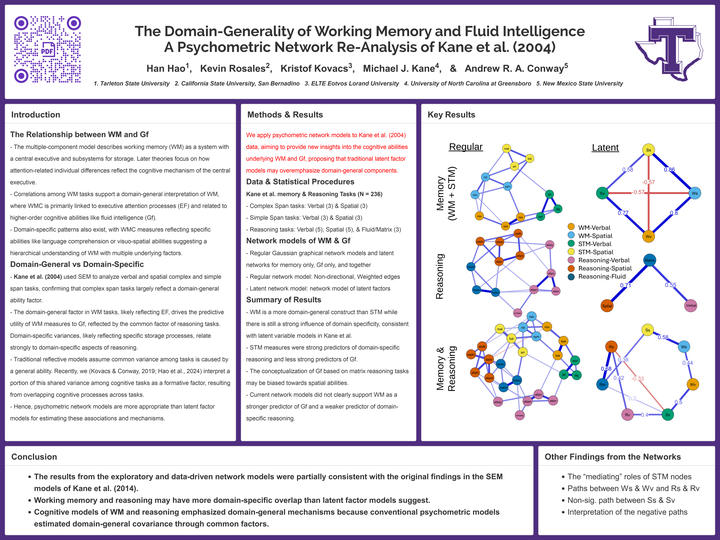 The Domain-Generality of Working Memory and Fluid Intelligence
A Psychometric Network Re-Analysis of Kane et al. (2004)
Han Hao1, Kevin Rosales2, Kristof Kovacs3, Michael J. Kane4, & Andrew R. A. Conway5
1. Tarleton State University 2. California State University, San Bernadino 3. ELTE Eotvos Lorand University 4. University of North Carolina at Greensboro 5. New Mexico State University
PDF
Introduction
The Relationship between WM and Gf
- The multiple-component model describes working memory (WM) as a system with
a central executive and subsystems for storage. Later theories focus on how
attention-related individual differences reflect the cognitive mechanism of the central
executive.
- Correlations among WM tasks support a domain-general interpretation of WM,
where WMC is primarily linked to executive attention processes (EF) and related to
higher-order cognitive abilities like fluid intelligence (Gf).
- Domain-specific patterns also exist, with WMC measures reflecting specific
abilities like language comprehension or visuo-spatial abilities suggesting a
hierarchical understanding of WM with multiple underlying factors.
Domain-General vs Domain-Specific
- Kane et al. (2004) used SEM to analyze verbal and spatial complex and simple
span tasks, confirming that complex span tasks largely reflect a domain-general
ability factor.
- The domain-general factor in WM tasks, likely reflecting EF, drives the predictive
utility of WM measures to Gf, reflected by the common factor of reasoning tasks.
Domain-specific variances, likely reflecting specific storage processes, relate
strongly to domain-specific aspects of reasoning.
- Traditional reflective models assume common variance among tasks is caused by
a general ability. Recently, we (Kovacs & Conway, 2019; Hao et al., 2024) interpret a
portion of this shared variance among cognitive tasks as a formative factor, resulting
from overlapping cognitive processes across tasks.
- Hence, psychometric network models are more appropriate than latent factor
models for estimating these associations and mechanisms.
Methods & Results
We apply psychometric network models to Kane et al. (2004)
data, aiming to provide new insights into the cognitive abilities
underlying WM and Gf, proposing that traditional latent factor
models may overemphasize domain-general components.
Data & Statistical Procedures
Kane et al. memory & Reasoning Tasks (N = 236)
- Complex Span tasks: Verbal (3) & Spatial (3)
- Simple Span tasks: Verbal (3) & Spatial (3)
- Reasoning tasks: Verbal (5), Spatial (5), & Fluid/Matrix (3)
Network models of WM & Gf
- Regular Gaussian graphical network models and latent
networks for memory only, Gf only, and together
- Regular network model: Non-directional, Weighted edges
- Latent network model: network model of latent factors
Summary of Results
- WM is a more domain-general construct than STM while
there is still a strong influence of domain specificity, consistent
with latent variable models in Kane et al.
- STM measures were strong predictors of domain-specific
reasoning and less strong predictors of Gf.
- The conceptualization of Gf based on matrix reasoning tasks
may be biased towards spatial abilities.
- Current network models did not clearly support WM as a
stronger predictor of Gf and a weaker predictor of domain-
specific reasoning.
Key Results
Regular
Latent
Memory
(WM + STM)
Reasoning
Memory &
Reasoning
WM-Verbal
WM-Spatial
STM-Verbal
STM-Spatial
Reasoning-Verbal
Reasoning-Spatial
Reasoning-Fluid
Conclusion
• The results from the exploratory and data-driven network models were partially consistent with the original findings in the SEM
models of Kane et al. (2014).
• Working memory and reasoning may have more domain-specific overlap than latent factor models suggest.
• Cognitive models of WM and reasoning emphasized domain-general mechanisms because conventional psychometric models
estimated domain-general covariance through common factors.
Other Findings from the Networks
• The “mediating” roles of STM nodes
• Paths between Ws & Wv and Rs & Rv
• Non-sig. path between Ss & Sv
• Interpretation of the negative paths